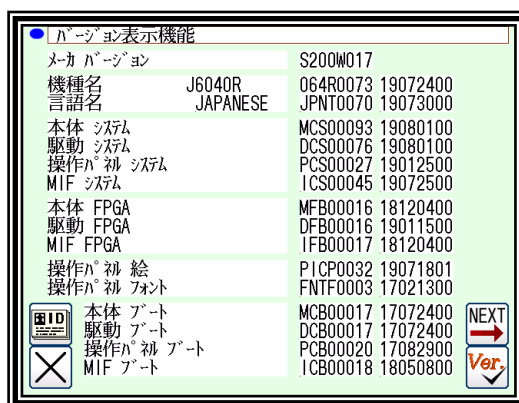 バージョン表示機能
メーカ バージョン S200W017
機種名 J6040R 064R0073 19072400
言語名 JAPANESE JPNT0070 19073000
本体 システム MCS00093 19080100
駆動 システム DCS00076 19080100
操作パネル システム PCS00027 19012500
MIF システム ICS00045 19072500
本体 FPGA MFB00016 18120400
駆動 FPGA DFB00016 19011500
MIF FPGA IFB00017 18120400
操作パネル 絵 PICP0032 19071801
操作パネル フォント FNTF0003 17021300
本体 ブート MCB00017 17072400
駆動 ブート DCB00017 17072400
操作パネル ブート PCB00020 17082900
MIF ブート ICB00018 18050800
ID
NEXT
Ver.